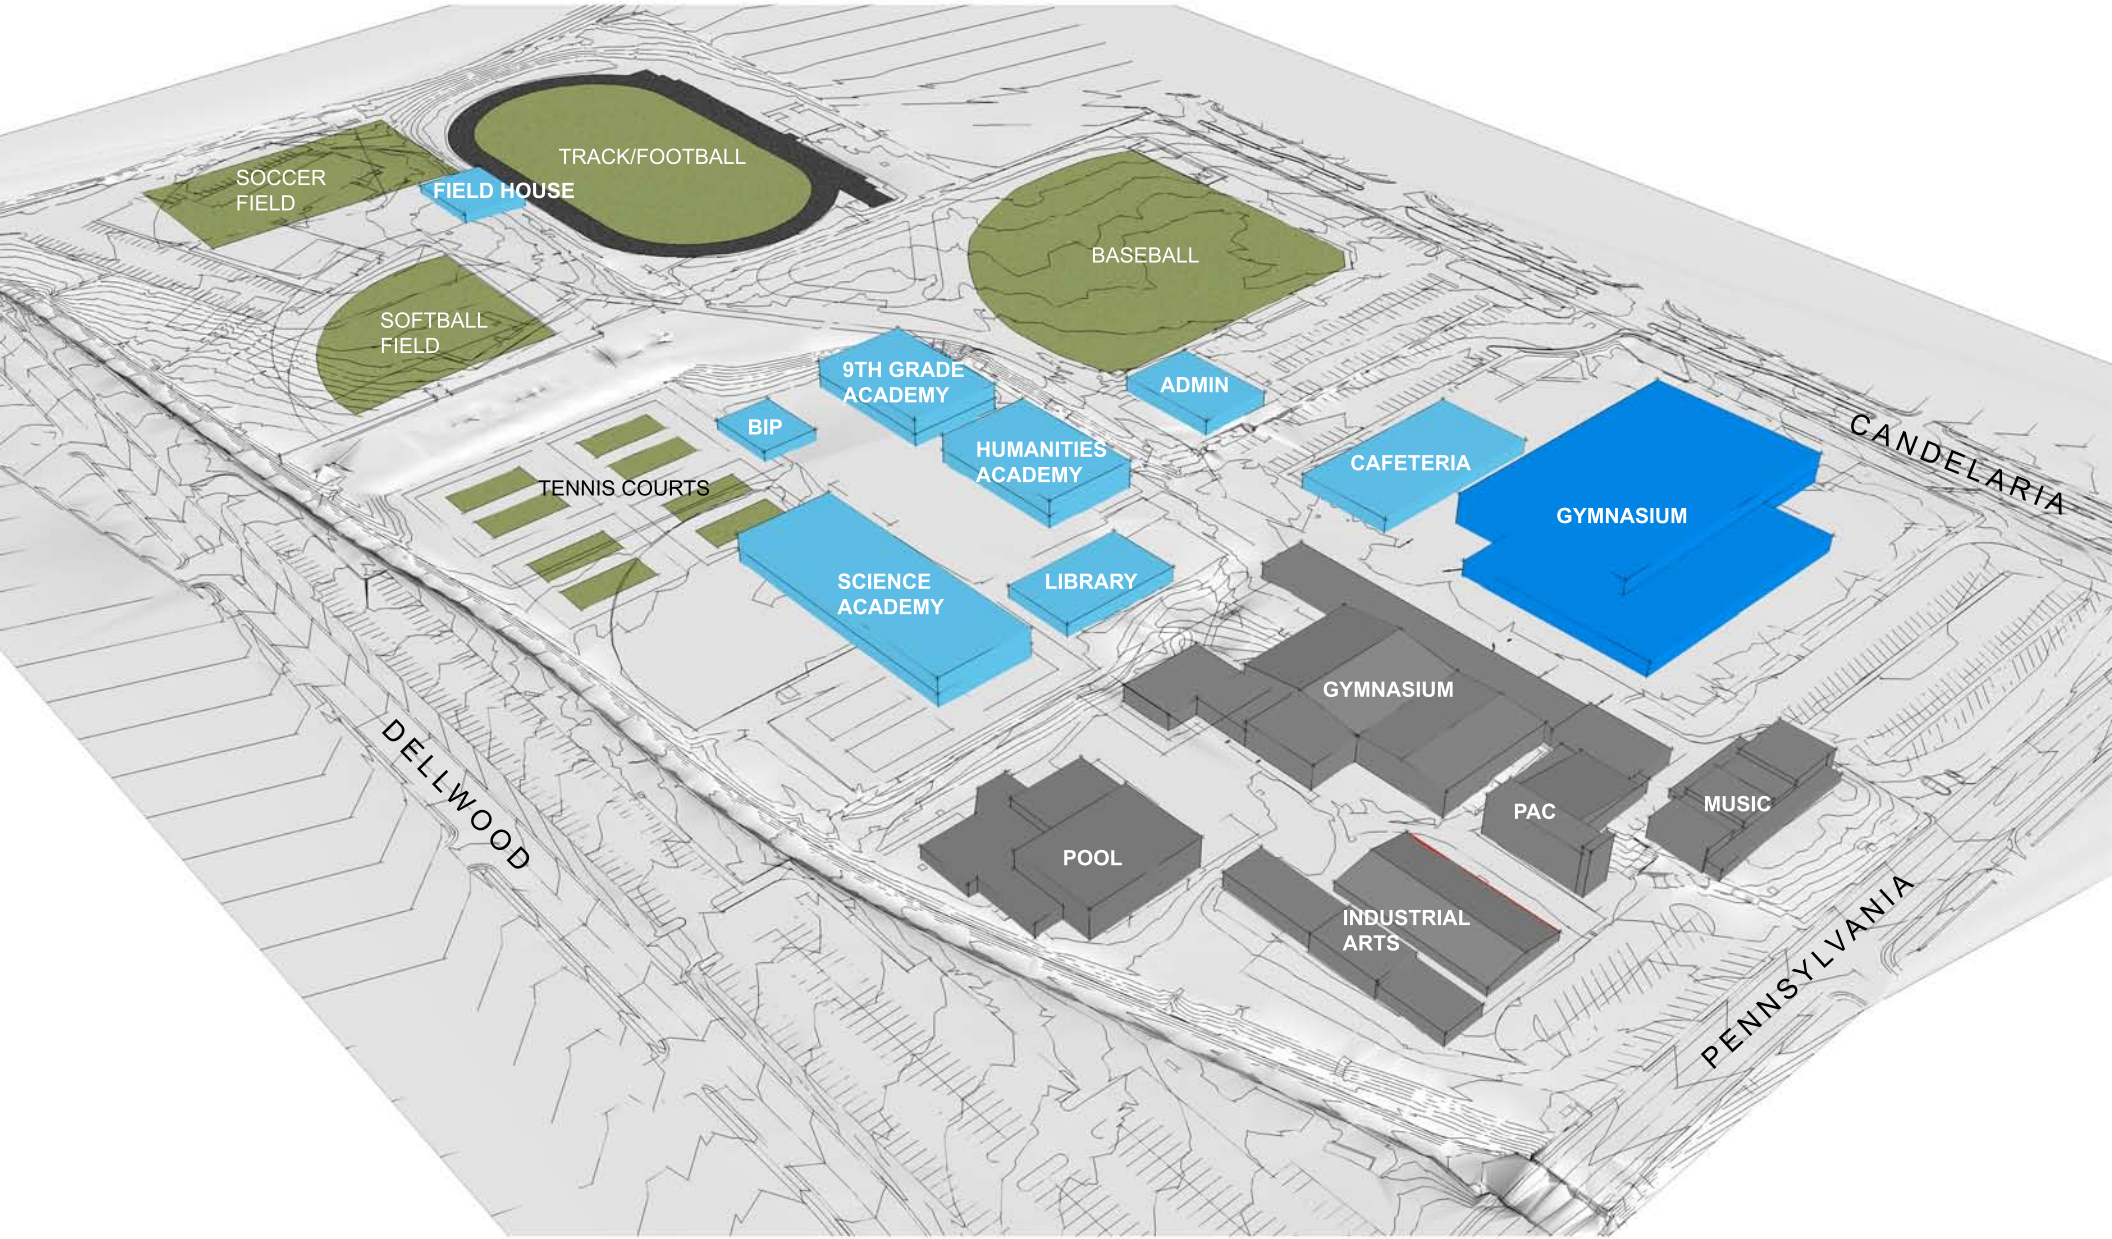 TRACK/FOOTBALL
SOCCER
FIELD
FIELD HOUSE
BASEBALL
SOFTBALL
FIELD
9TH GRADE
ACADEMY
ADMIN
BIP
HUMANITIES
ACADEMY
CAFETERIA
CANDELARIA
TENNIS COURTS
GYMNASIUM
SCIENCE
ACADEMY
LIBRARY
GYMNASIUM
DELLWOOD
PAC
MUSIC
POOL
INDUSTRIAL
ARTS
PENNSYLVANIA